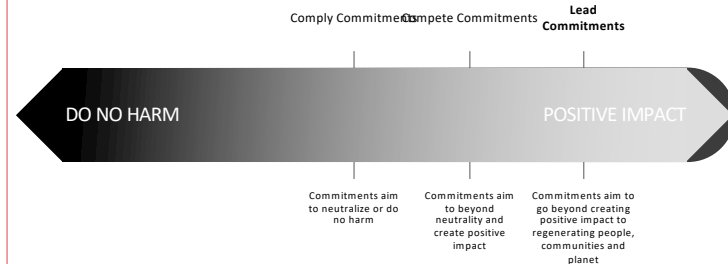 Comply Commitments
Compete Commitments
Lead
Commitments
DO NO HARM
POSITIVE IMPACT
Commitments aim
to neutralize or do
no harm
Commitments aim
to beyond
neutrality and
create positive
impact
Commitments aim to
go beyond creating
positive impact to
regenerating people,
communities and
planet